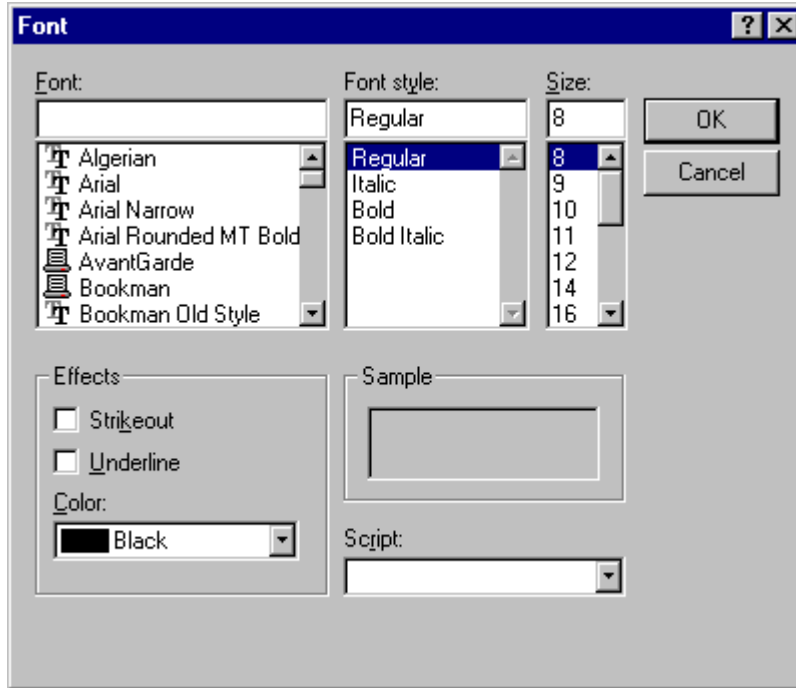 Font
Font: Font style: Size:
Regular 8 OK
Algerian Regular 8 Cancel
Arial Italic 9
Arial Narrow Bold 10
Arial Rounded MT Bold Bold Italic 11
AvantGarde 12
Bookman 14
Bookman Old Style 16
Effects Sample
Strikeout
Underline
Color:
Black
Script: